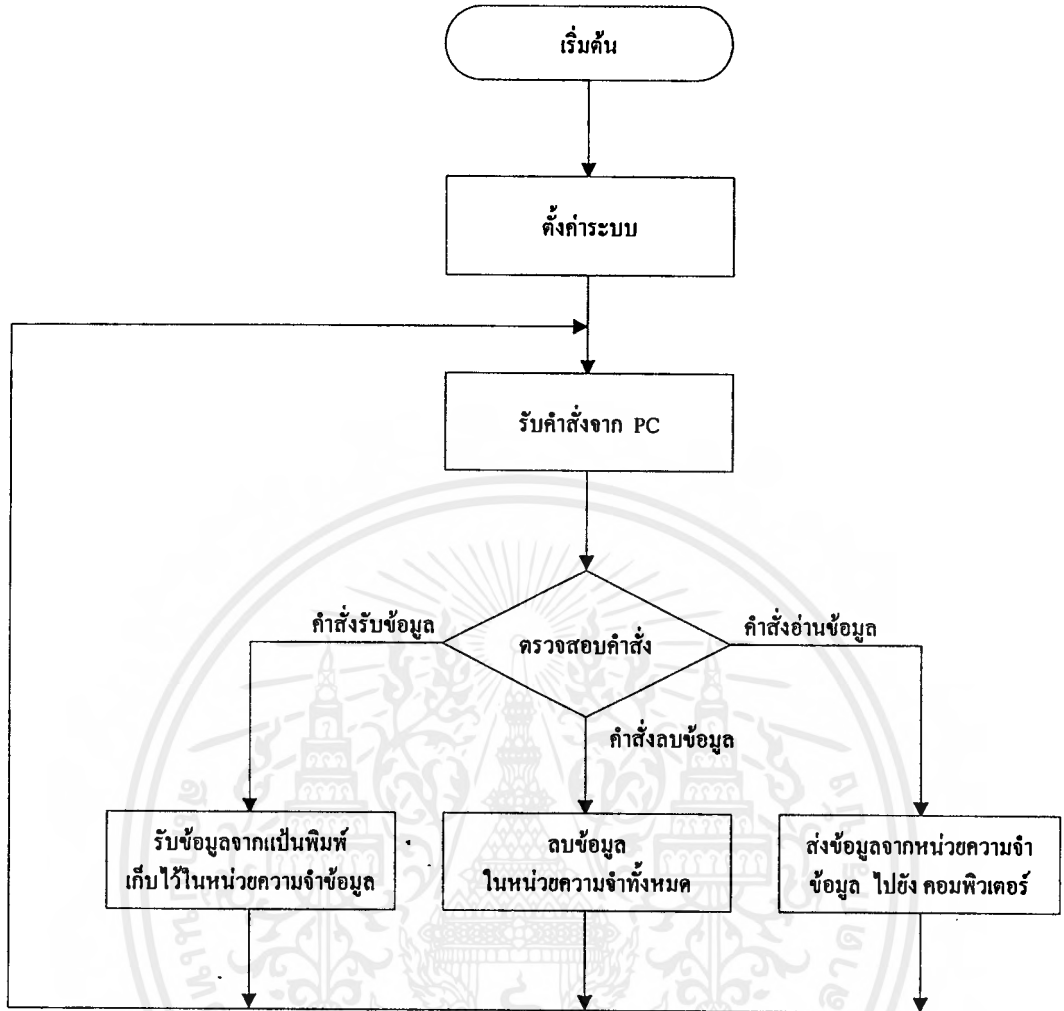 เริ่มต้น
ตั้งค่าระบบ
รับคำสั่งจาก PC
คำสั่งรับข้อมูล
ตรวจสอบคำสั่ง
คำสั่งอ่านข้อมูล
คำสั่งลบข้อมูล
รับข้อมูลจากแป้นพิมพ์
เก็บไว้ในหน่วยความจำข้อมูล
ลบข้อมูล
ในหน่วยความจำทั้งหมด
ส่งข้อมูลจากหน่วยความจำ
ข้อมูล ไปยัง คอมพิวเตอร์